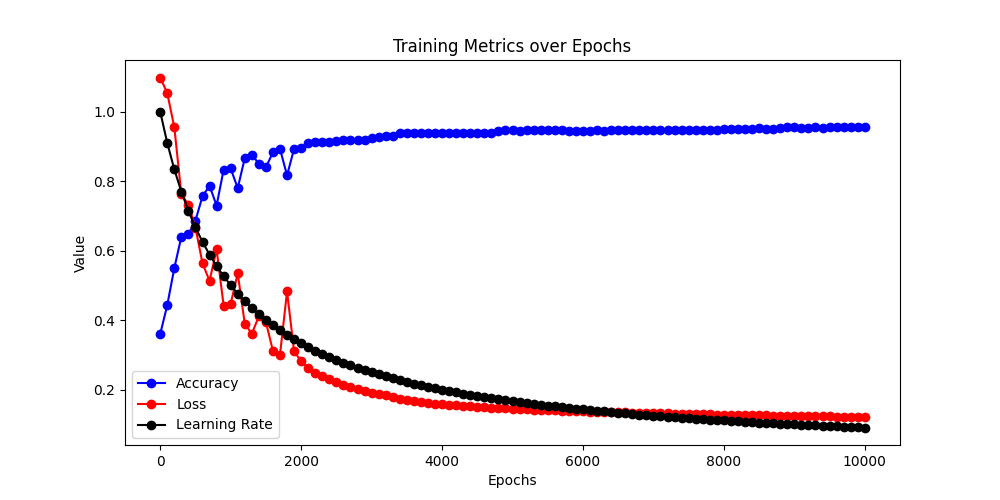 Training Metrics over Epochs
Value
1.0
0.8
0.6
0.4
0.2
Accuracy
Loss
Learning Rate
0 2000 4000 6000 8000 10000
Epochs